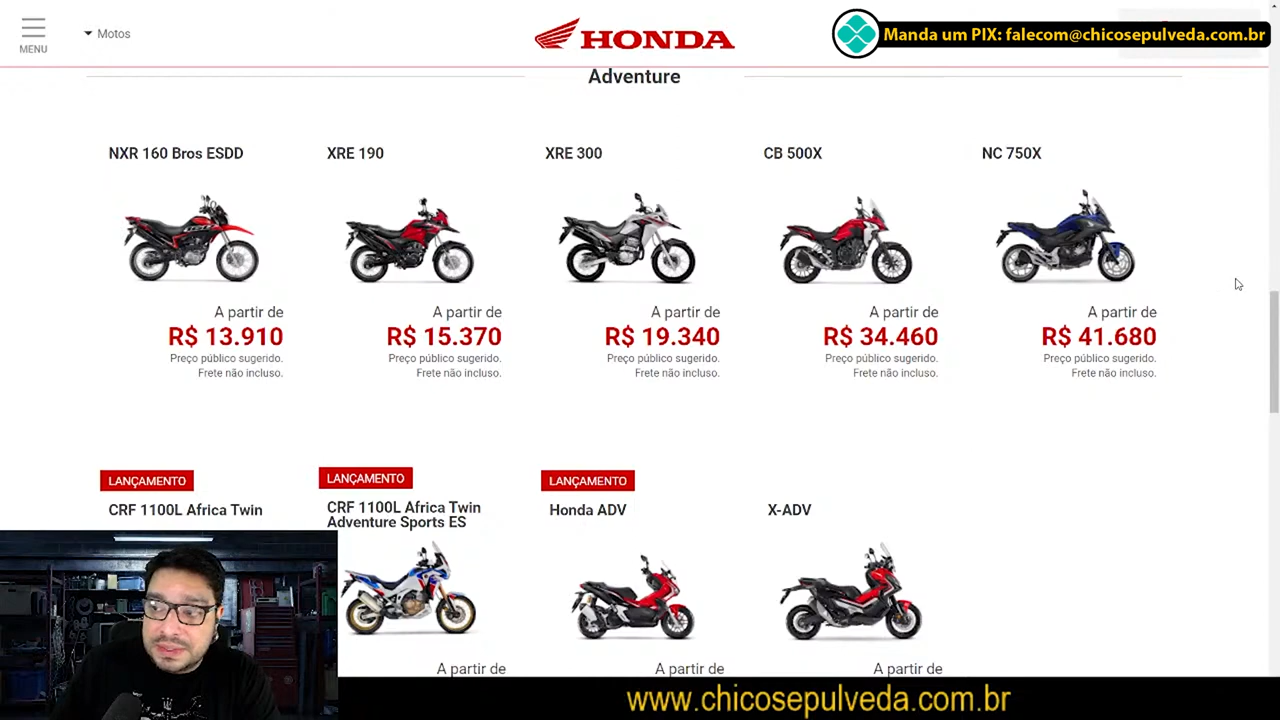 MENU
Motos
HONDA
Manda um PIX: falecom@chicosepulveda.com.br
Adventure
NXR 160 Bros ESDD
XRE 190
XRE 300
CB 500X
NC 750X
A partir de
R$ 13.910
Preço público sugerido.
Frete não incluso.
A partir de
R$ 15.370
Preço público sugerido.
Frete não incluso.
A partir de
R$ 19.340
Preço público sugerido.
Frete não incluso.
A partir de
R$ 34.460
Preço público sugerido.
Frete não incluso.
A partir de
R$ 41.680
Preço público sugerido.
Frete não incluso.
LANÇAMENTO
CRF 1100L Africa Twin
LANÇAMENTO
CRF 1100L Africa Twin
Adventure Sports ES
LANÇAMENTO
Honda ADV
X-ADV
A partir de
A partir de
A partir de
www.chicosepulveda.com.br